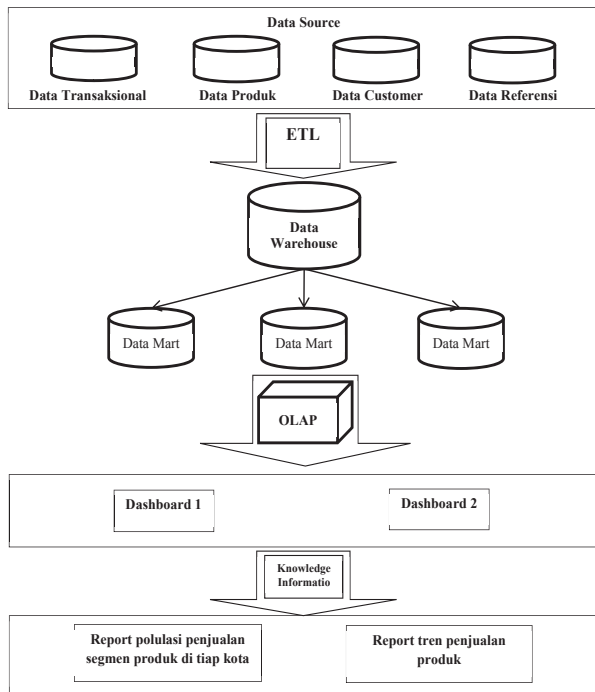 Data Source
Data Transaksional
Data Produk
Data Customer
Data Referensi
ETL
Data
Warehouse
Data Mart
Data Mart
Data Mart
OLAP
Dashboard 1
Dashboard 2
Knowledge
Informatio
Report polulasi penjualan
segmen produk di tiap kota
Report tren penjualan
produk